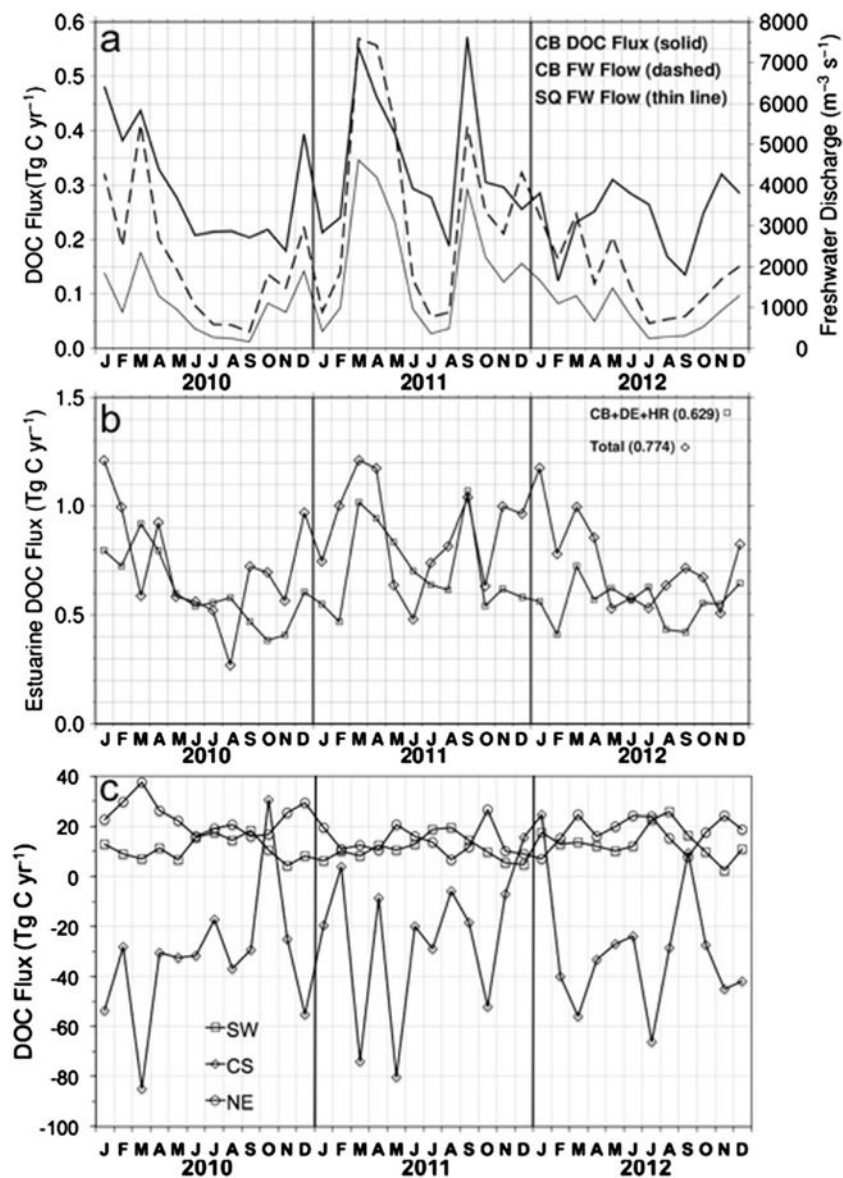 a
CB DOC Flux (solid)
CB FW Flow (dashed)
SQ FW Flow (thin line)
DOC Flux(Tg C yr⁻¹)
0.6
0.5
0.4
0.3
0.2
0.1
0.0
8000
7000
6000
5000
4000
3000
2000
1000
0
Freshwater Discharge (m⁻³ s⁻¹)
J F M A M J J A S O N D J F M A M J J A S O N D J F M A M J J A S O N D
2010 2011 2012
b
CB+DE+HR (0.629)
Total (0.774)
Estuarine DOC Flux (Tg C yr⁻¹)
1.5
1.0
0.5
0.0
J F M A M J J A S O N D J F M A M J J A S O N D J F M A M J J A S O N D
2010 2011 2012
c
DOC Flux (Tg C yr⁻¹)
40
20
0
-20
-40
-60
-80
-100
SW
CS
NE
J F M A M J J A S O N D J F M A M J J A S O N D J F M A M J J A S O N D
2010 2011 2012